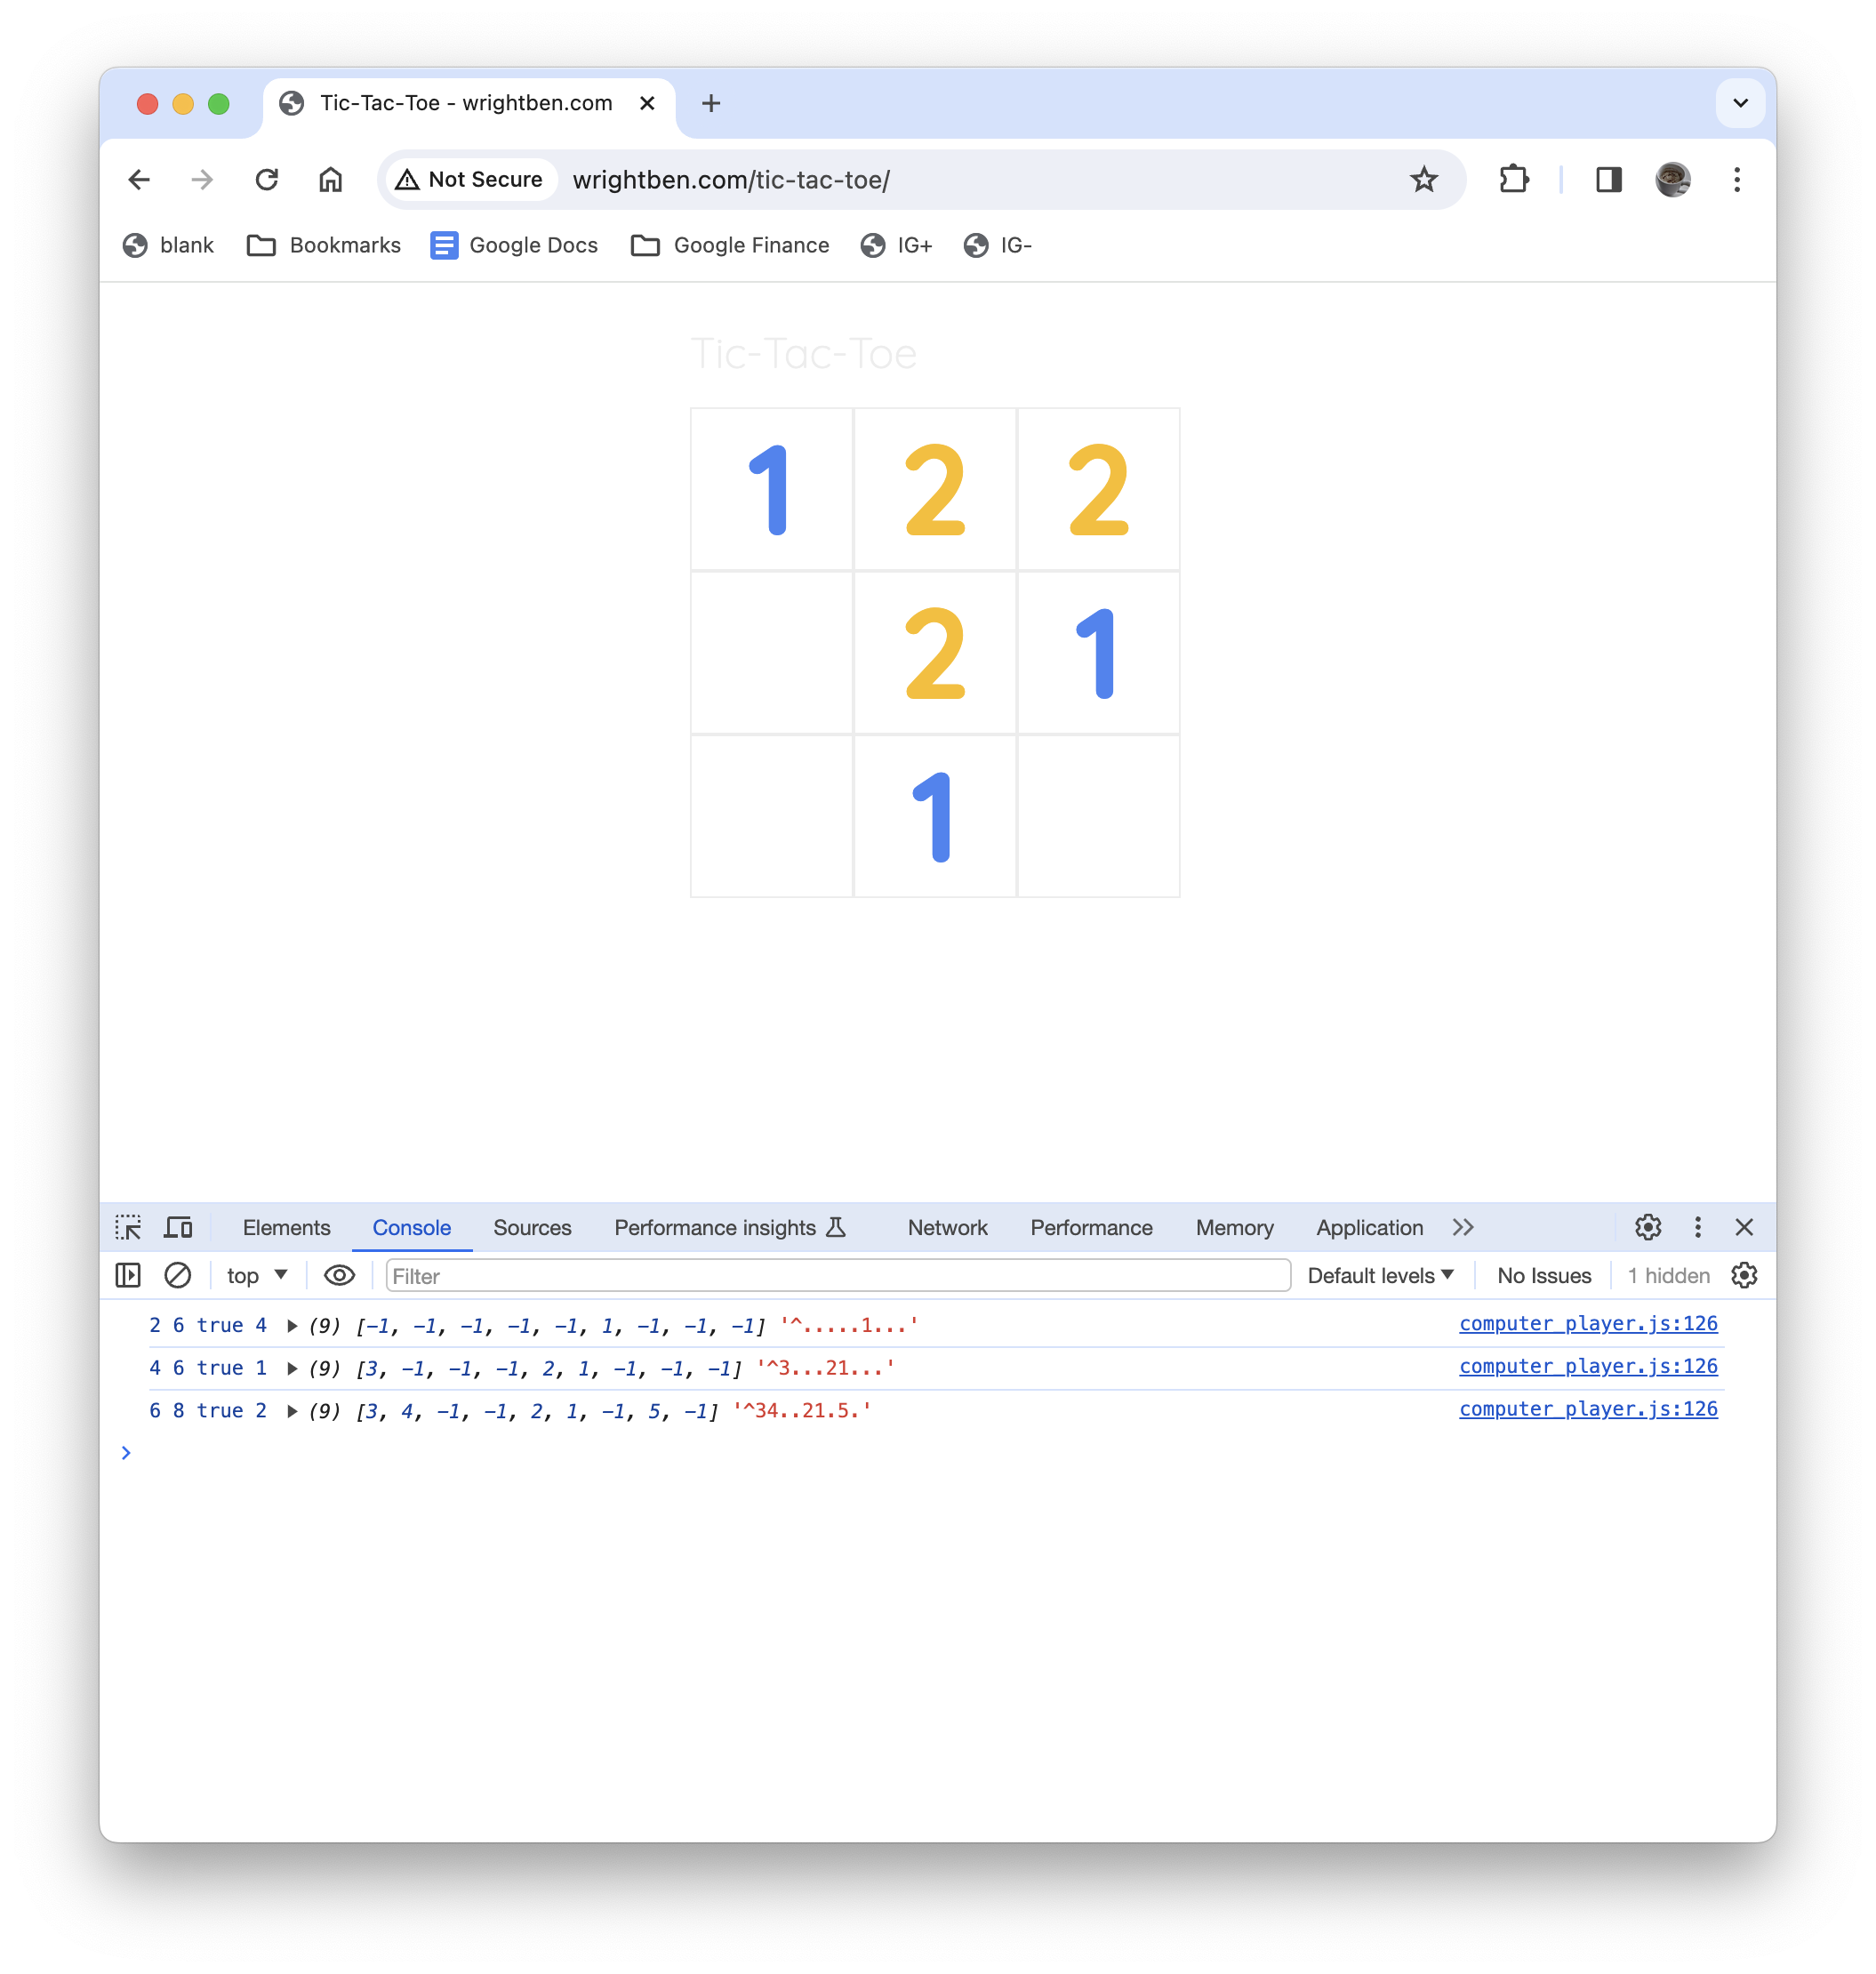 Tic-Tac-Toe - wrightben.com
Not Secure wrightben.com/tic-tac-toe/
blank Bookmarks Google Docs Google Finance IG+ IG-
Tic-Tac-Toe
1 2 2
2 1
1
Elements Console Sources Performance insights Network Performance Memory Application
top Filter Default levels No Issues 1 hidden
2 6 true 4 (9) [-1, -1, -1, -1, -1, 1, -1, -1, -1] '^.....1...' computer_player.js:126
4 6 true 1 (9) [3, -1, -1, -1, 2, 1, -1, -1, -1] '^3...21...' computer_player.js:126
6 8 true 2 (9) [3, 4, -1, -1, 2, 1, -1, 5, -1] '^34..21.5.' computer_player.js:126